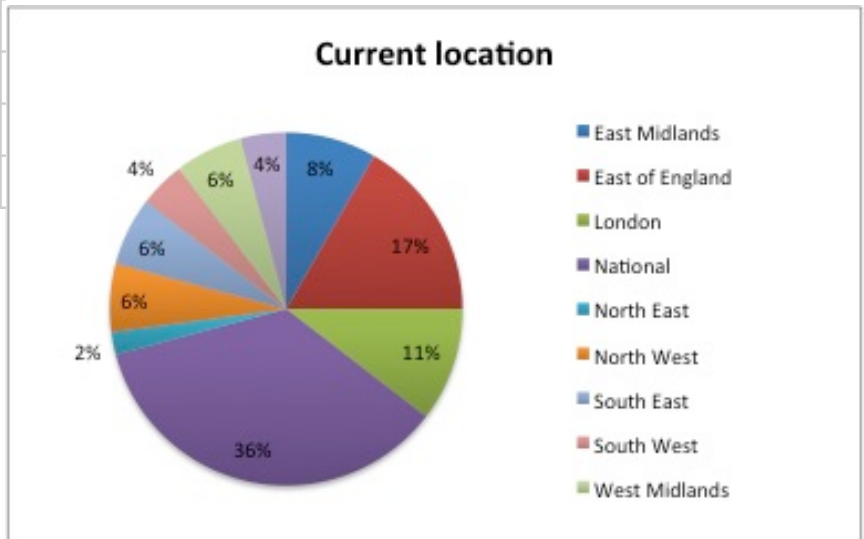 Current location
4%
4%
8%
6%
17%
6%
6%
2%
11%
36%
East Midlands
East of England
London
National
North East
North West
South East
South West
West Midlands